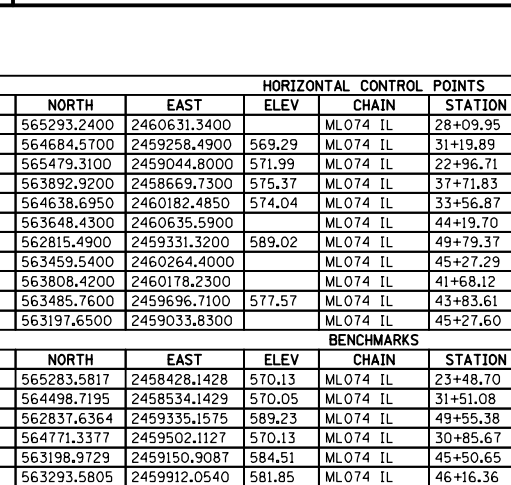 HORIZONTAL CONTROL POINTS
NORTH EAST ELEV CHAIN STATION
565293.2400 2460631.3400 ML074 IL 28+09.95
564684.5700 2459258.4900 569.29 ML074 IL 31+19.89
565479.3100 2459044.8000 571.99 ML074 IL 22+96.71
563892.9200 2458669.7300 575.37 ML074 IL 37+71.83
564638.6950 2460182.4850 574.04 ML074 IL 33+56.87
563648.4300 2460635.5900 ML074 IL 44+19.70
562815.4900 2459331.3200 589.02 ML074 IL 49+79.37
563459.5400 2460264.4000 ML074 IL 45+27.29
563808.4200 2460178.2300 ML074 IL 41+68.12
563485.7600 2459696.7100 577.57 ML074 IL 43+83.61
563197.6500 2459033.8300 ML074 IL 45+27.60
BENCHMARKS
NORTH EAST ELEV CHAIN STATION
565283.5817 2458428.1428 570.13 ML074 IL 23+48.70
564498.7195 2458534.1429 570.05 ML074 IL 31+51.08
562837.6364 2459335.1575 589.23 ML074 IL 49+55.38
564771.3377 2459502.1127 570.13 ML074 IL 30+85.67
563198.9729 2459150.9087 584.51 ML074 IL 45+50.65
563293.5805 2459912.0540 581.85 ML074 IL 46+16.36